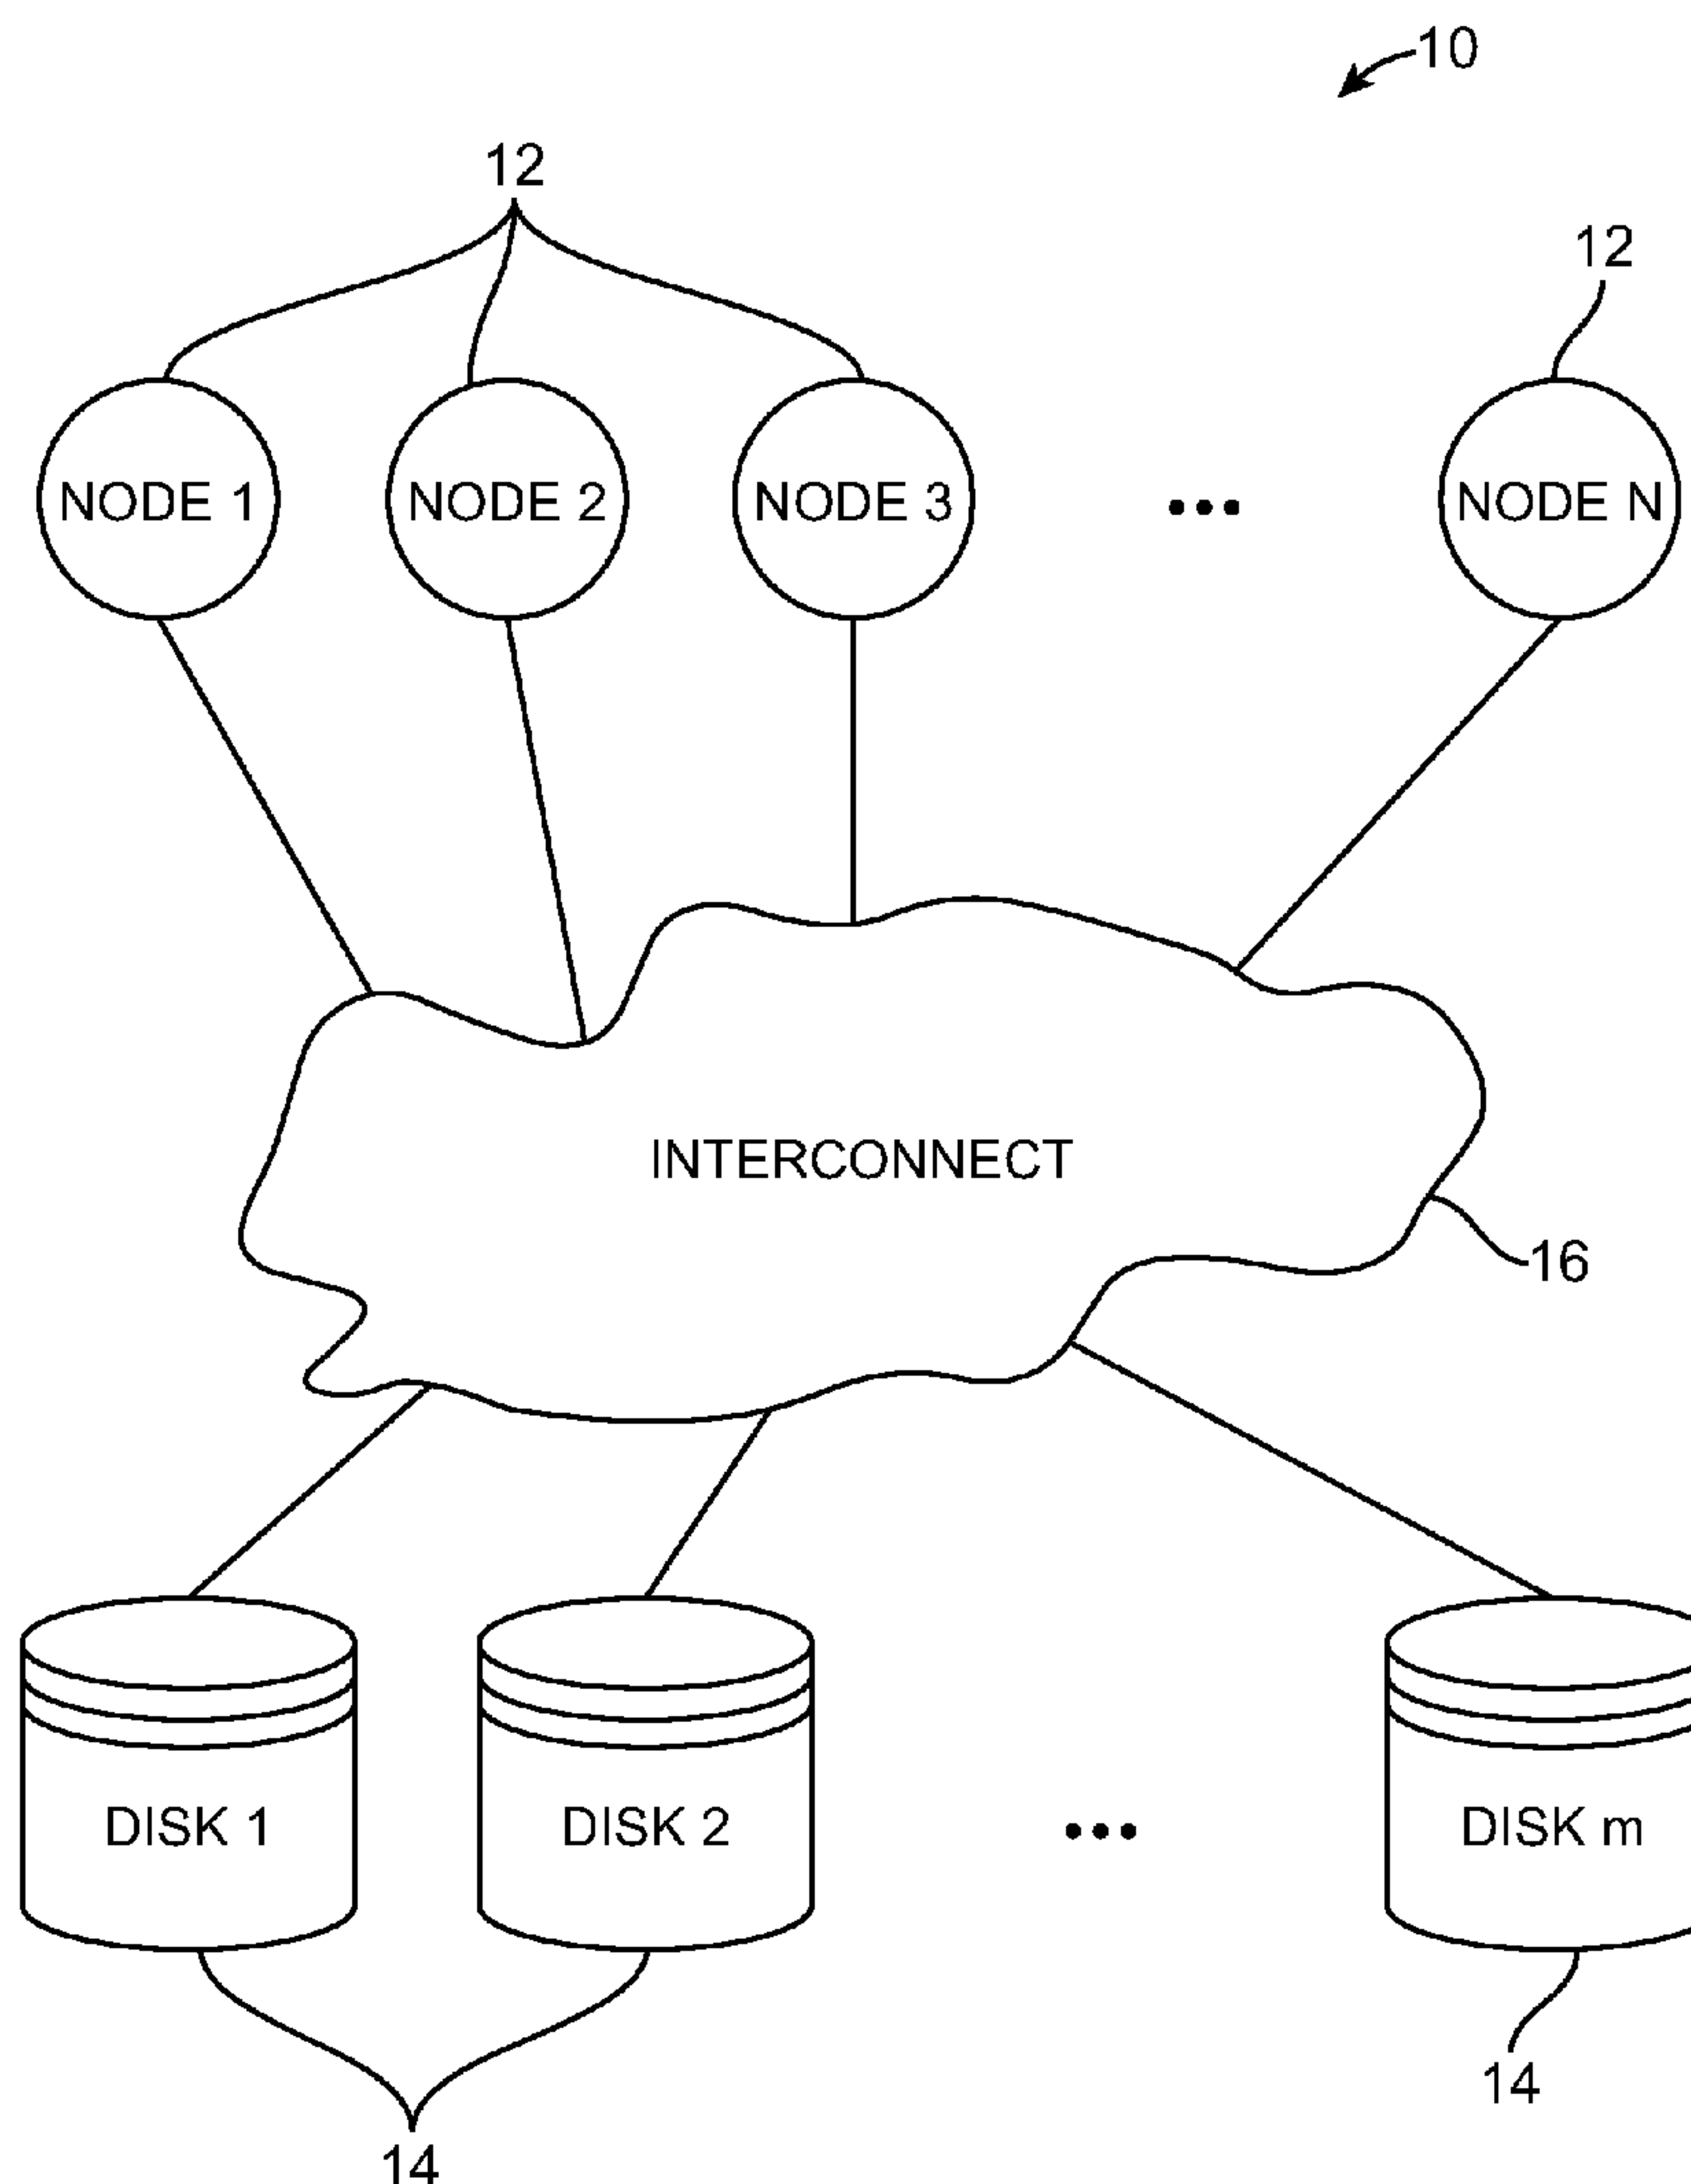 10
12
12
NODE 1
NODE 2
NODE 3
...
NODE N
INTERCONNECT
16
DISK 1
DISK 2
...
DISK m
14
14